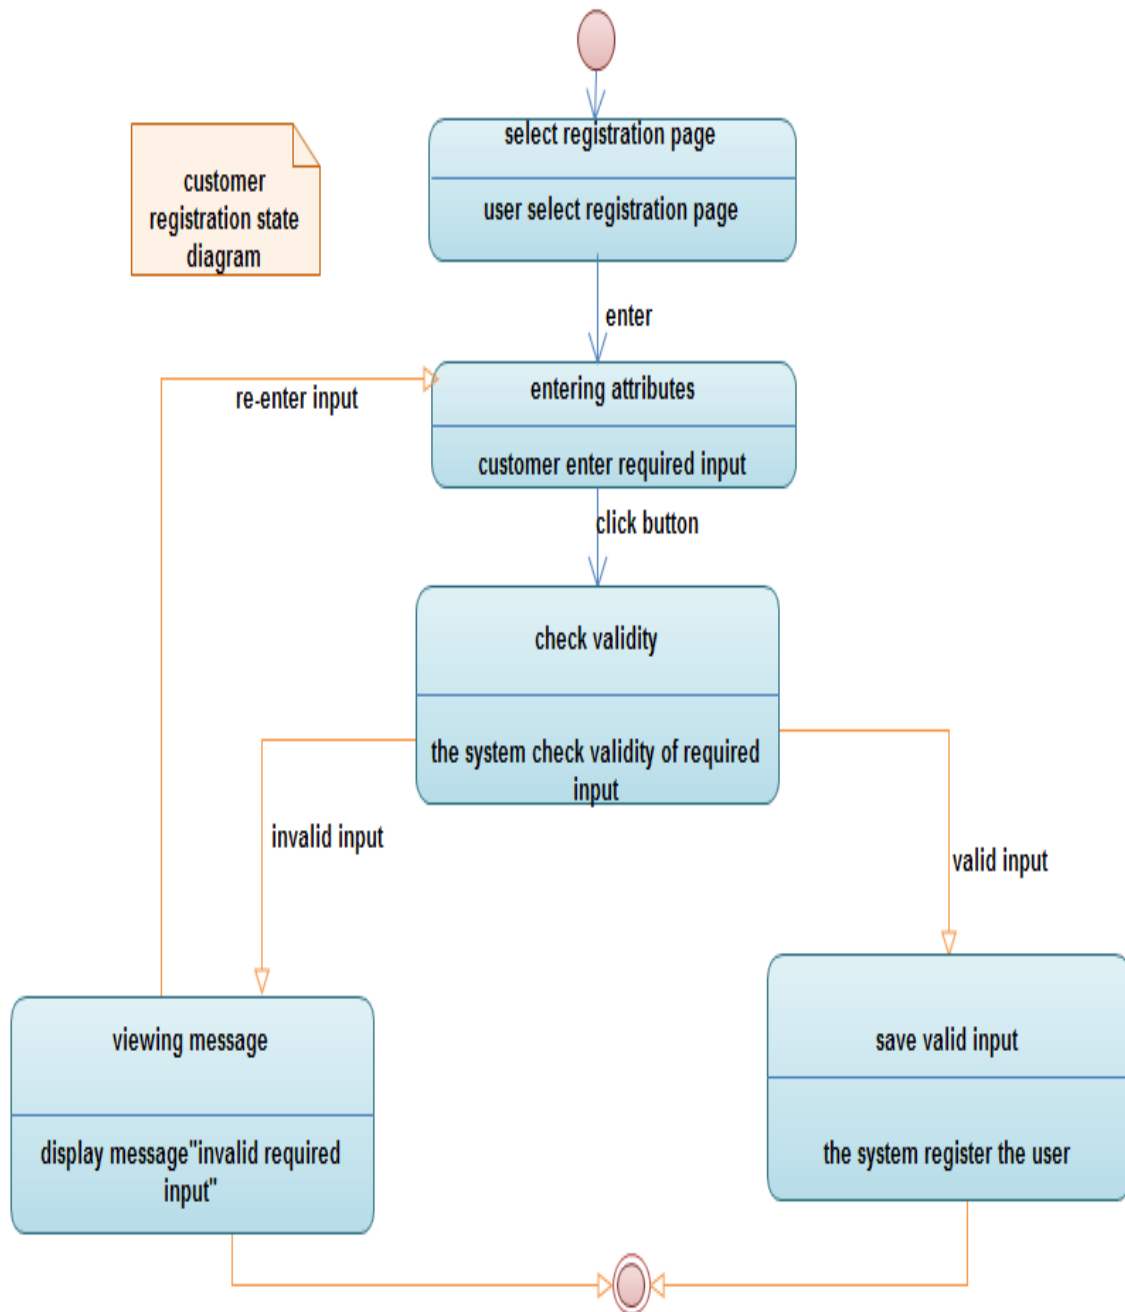 select registration page
user select registration page
customer
registration state
diagram
enter
entering attributes
customer enter required input
re-enter input
click button
check validity
the system check validity of required
input
invalid input
valid input
viewing message
display message"invalid required
input"
save valid input
the system register the user